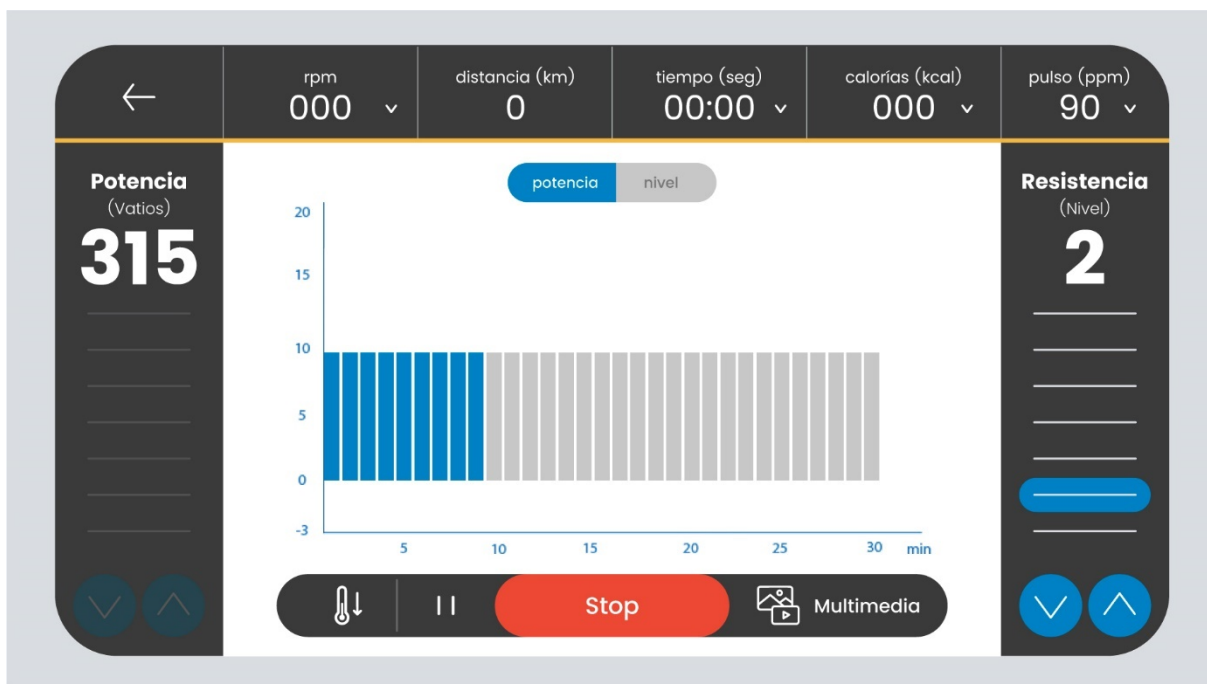 rpm
000
distancia (km)
0
tiempo (seg)
00:00
calorías (kcal)
000
pulso (ppm)
90
Potencia
(Vatios)
315
potencia nivel
Resistencia
(Nivel)
2
20
15
10
5
0
-3
5 10 15 20 25 30 min
Stop
Multimedia